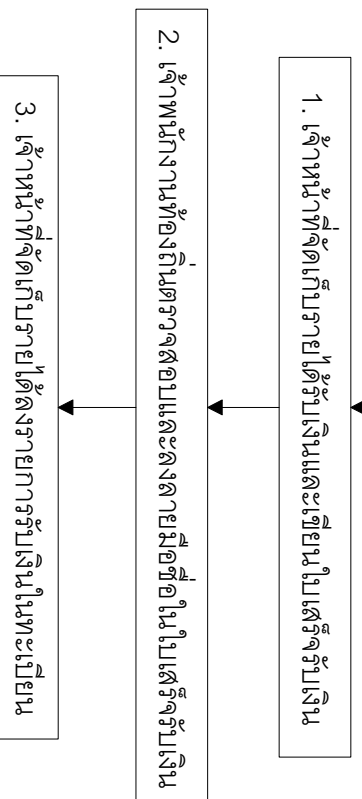 1. เจ้าหน้าที่จัดเก็บรายได้รับเงินและเขียนใบเสร็จรับเงิน
2. เจ้าพนักงานท้องถิ่นตรวจสอบและลงลายมือชื่อในใบเสร็จรับเงิน
3. เจ้าหน้าที่จัดเก็บรายได้ลงรายการรับเงินในทะเบียน